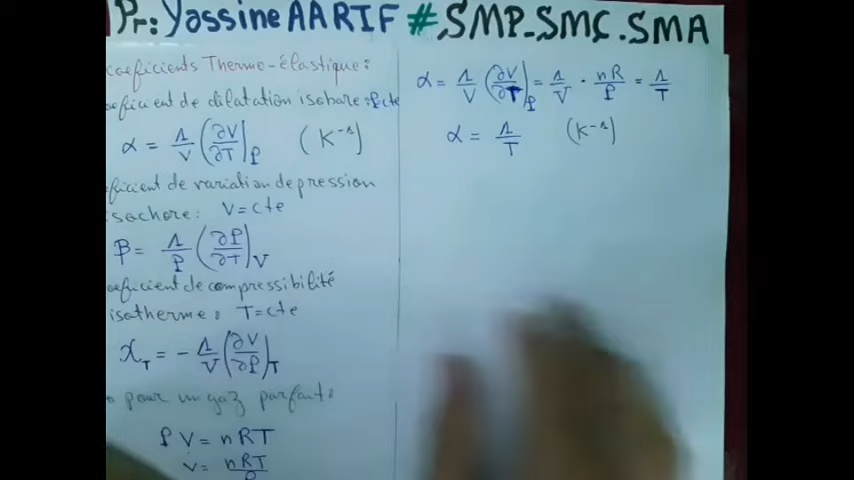 Pr: Yassine AARIF #SMP-SMC.SMA
coefficients Thermo-élastique:
efficient de dilatation isobare: P=cte
α = 1/V (∂V/∂T)|P (K⁻¹)
fficient de variation de pression
isochore: V=cte
β = 1/P (∂P/∂T)|V
oefficient de compressibilité
isotherme: T=cte
χT = - 1/V (∂V/∂P)|T
pour un gaz parfait:
PV = nRT
V = nRT/P
α = 1/V (∂V/∂T)|P = 1/V · nR/P = 1/T
α = 1/T (K⁻¹)